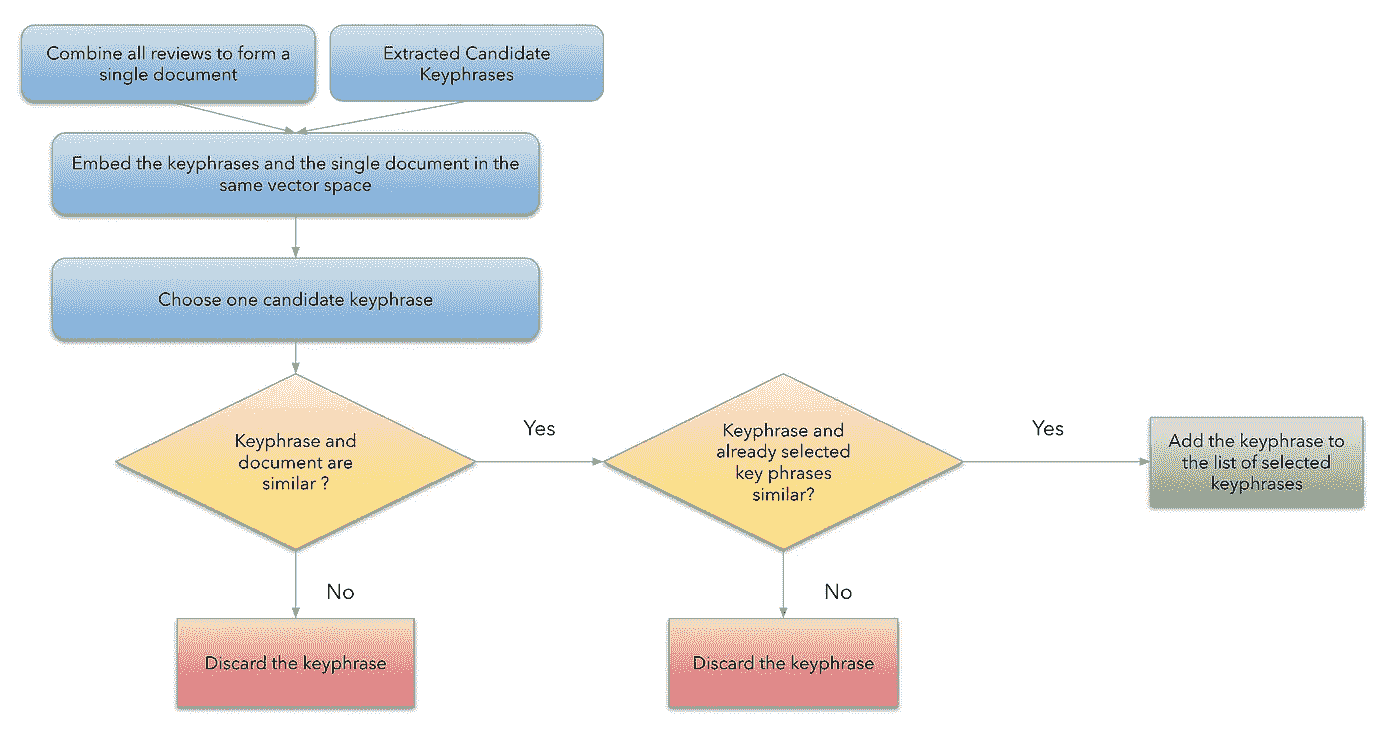 Combine all reviews to form a
single document
Extracted Candidate
Keyphrases
Embed the keyphrases and the single document in the
same vector space
Choose one candidate keyphrase
Keyphrase and
document are
similar ?
Yes
Keyphrase and
already selected
key phrases
similar?
Yes
Add the keyphrase to
the list of selected
keyphrases
No
Discard the keyphrase
No
Discard the keyphrase